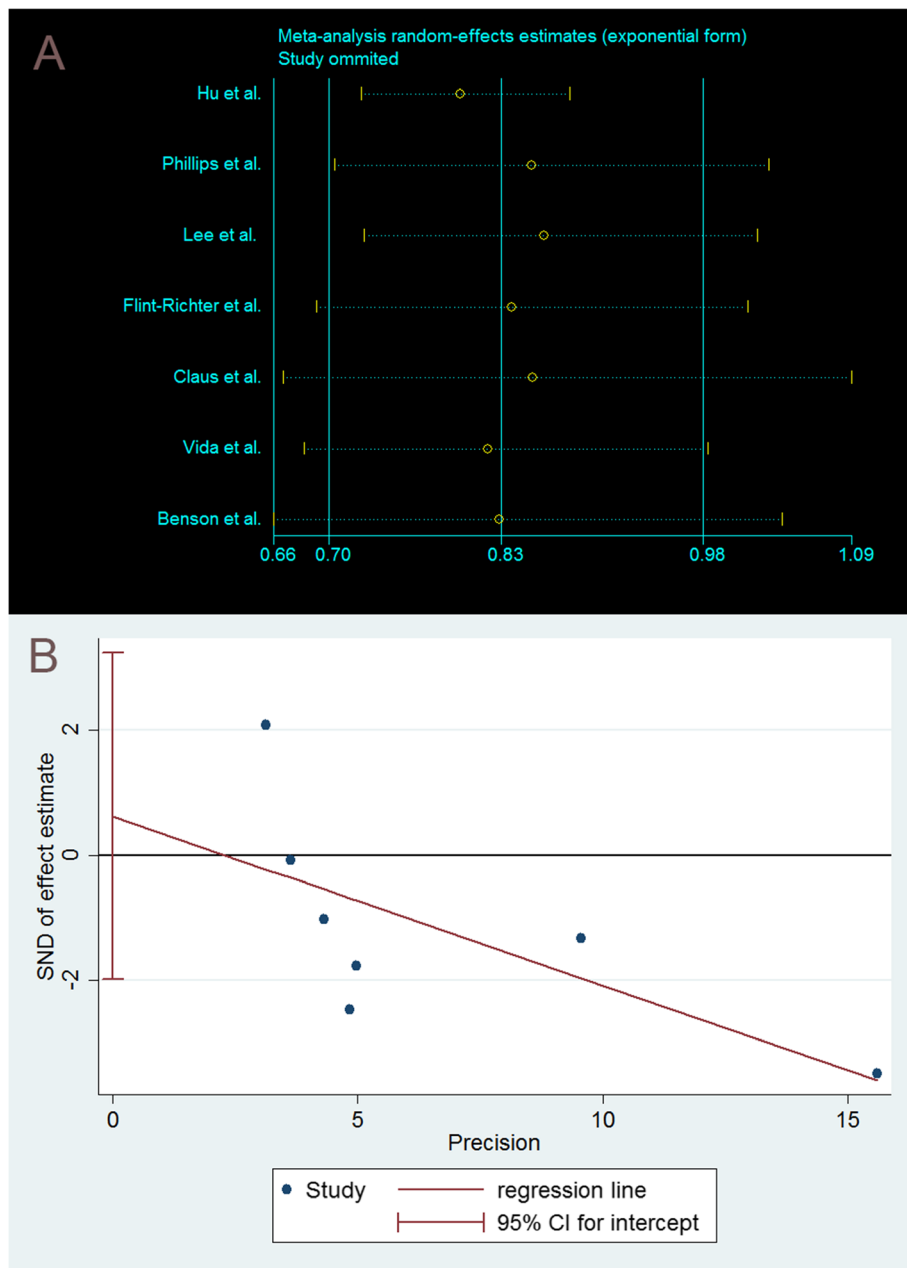 A
Meta-analysis random-effects estimates (exponential form)
Study ommited
Hu et al.
Phillips et al.
Lee et al.
Flint-Richter et al.
Claus et al.
Vida et al.
Benson et al.
0.66 0.70 0.83 0.98 1.09
B
SND of effect estimate
2
0
-2
0 5 10 15
Precision
Study regression line
95% CI for intercept